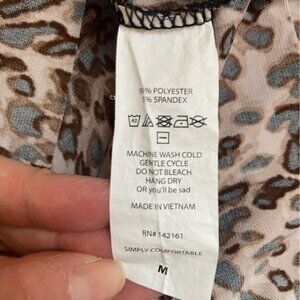 95% POLYESTER
5% SPANDEX
40
MACHINE WASH COLD
GENTLE CYCLE
DO NOT BLEACH
HANG DRY
OR you'll be sad
MADE IN VIETNAM
RN# 142161
SIMPLY COMFORTABLE
M